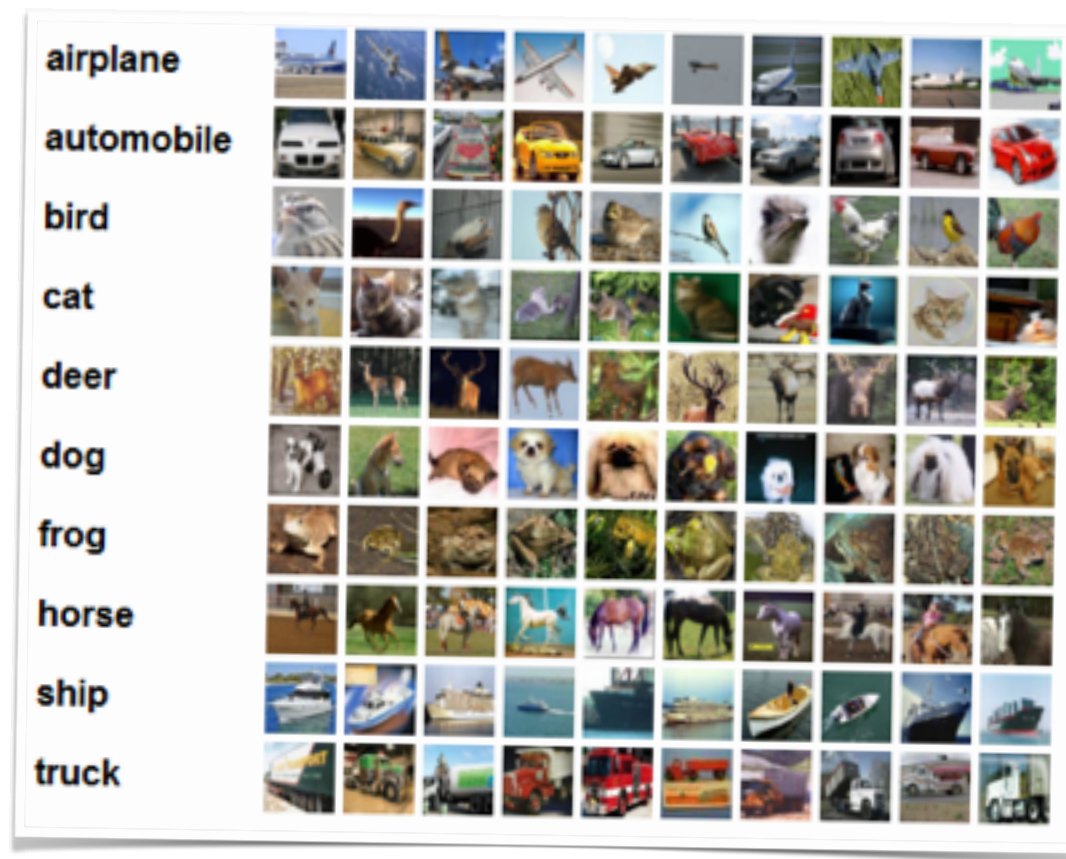 airplane
automobile
bird
cat
deer
dog
frog
horse
ship
truck